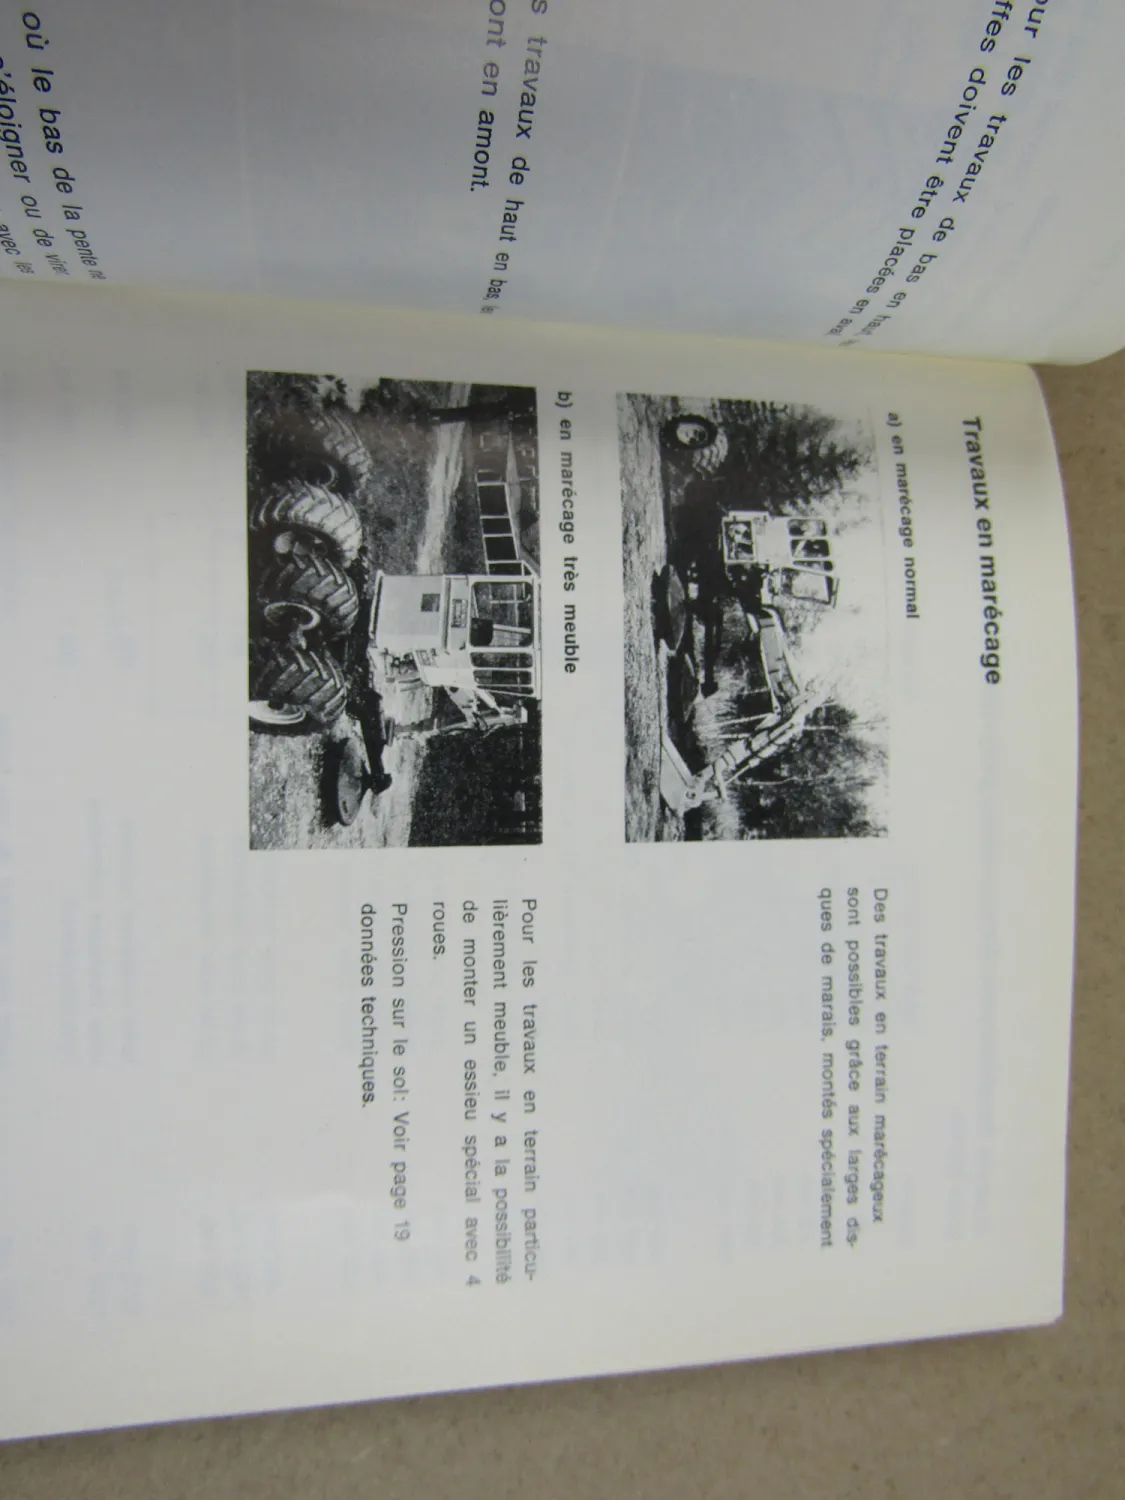 our les travaux de bas en haut,
ffes doivent être placées en aval
s travaux de haut en bas, les
ont en amont.
où le bas de la pente ne
s'éloigner ou de virer
avec les
Travaux en marécage
a) en marécage normal
Des travaux en terrain marécageux
sont possibles grâce aux larges dis-
ques de marais, montés spécialement
b) en marécage très meuble
Pour les travaux en terrain particu-
lièrement meuble, il y a la possibilité
de monter un essieu spécial avec 4
roues.
Pression sur le sol: Voir page 19
données techniques.